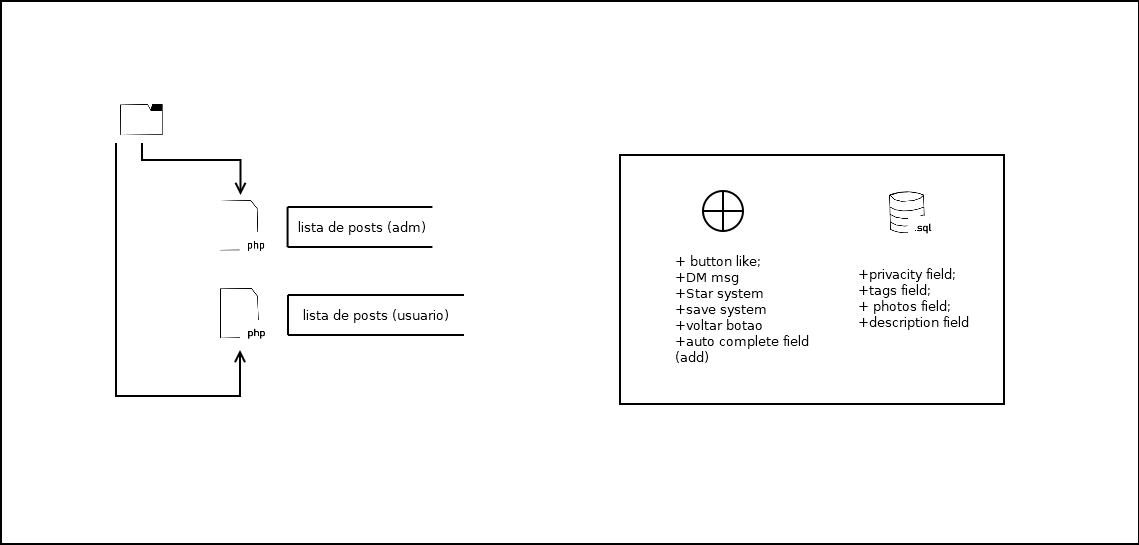 php
lista de posts (adm)
php
lista de posts (usuario)
+ button like;
+DM msg
+Star system
+save system
+voltar botao
+auto complete field
(add)
.sql
+privacity field;
+tags field;
+ photos field;
+description field